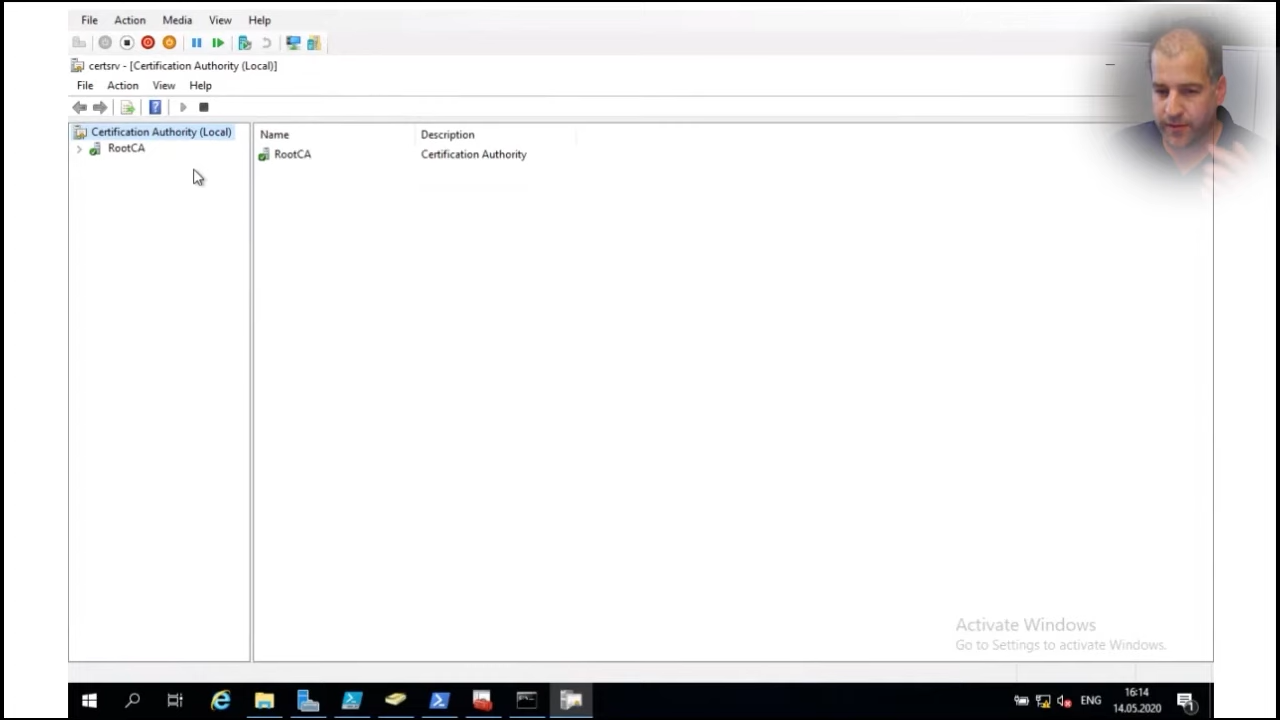 File Action Media View Help
certsrv - [Certification Authority (Local)]
File Action View Help
Certification Authority (Local)
RootCA
Name Description
RootCA Certification Authority
Activate Windows
Go to Settings to activate Windows.
ENG
16:14
14.05.2020
1